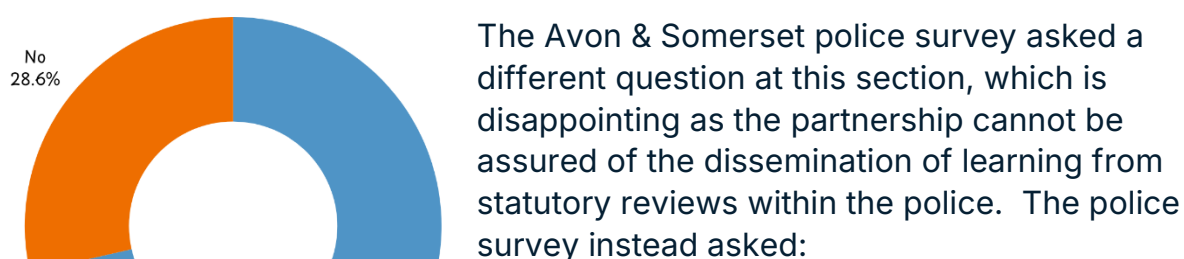 No
28.6%
The Avon & Somerset police survey asked a
different question at this section, which is
disappointing as the partnership cannot be
assured of the dissemination of learning from
statutory reviews within the police.  The police
survey instead asked: